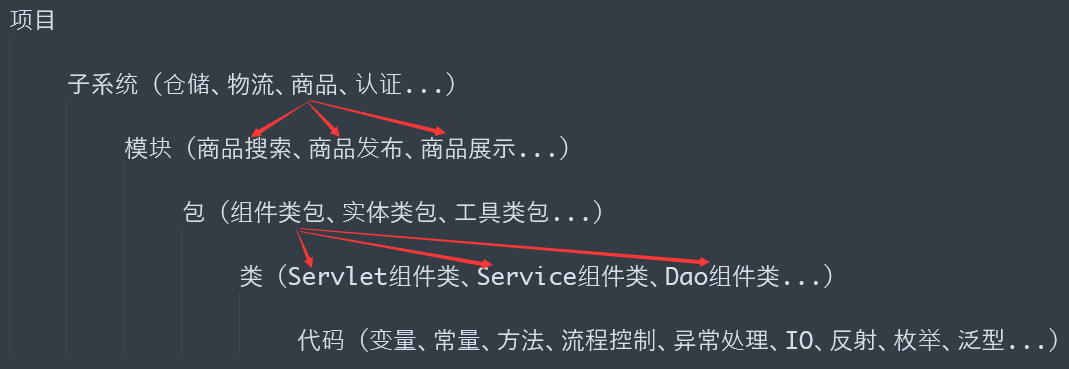 项目
子系统（仓储、物流、商品、认证...）
模块（商品搜索、商品发布、商品展示...）
包（组件类包、实体类包、工具类包...）
类（Servlet组件类、Service组件类、Dao组件类...）
代码（变量、常量、方法、流程控制、异常处理、IO、反射、枚举、泛型...）